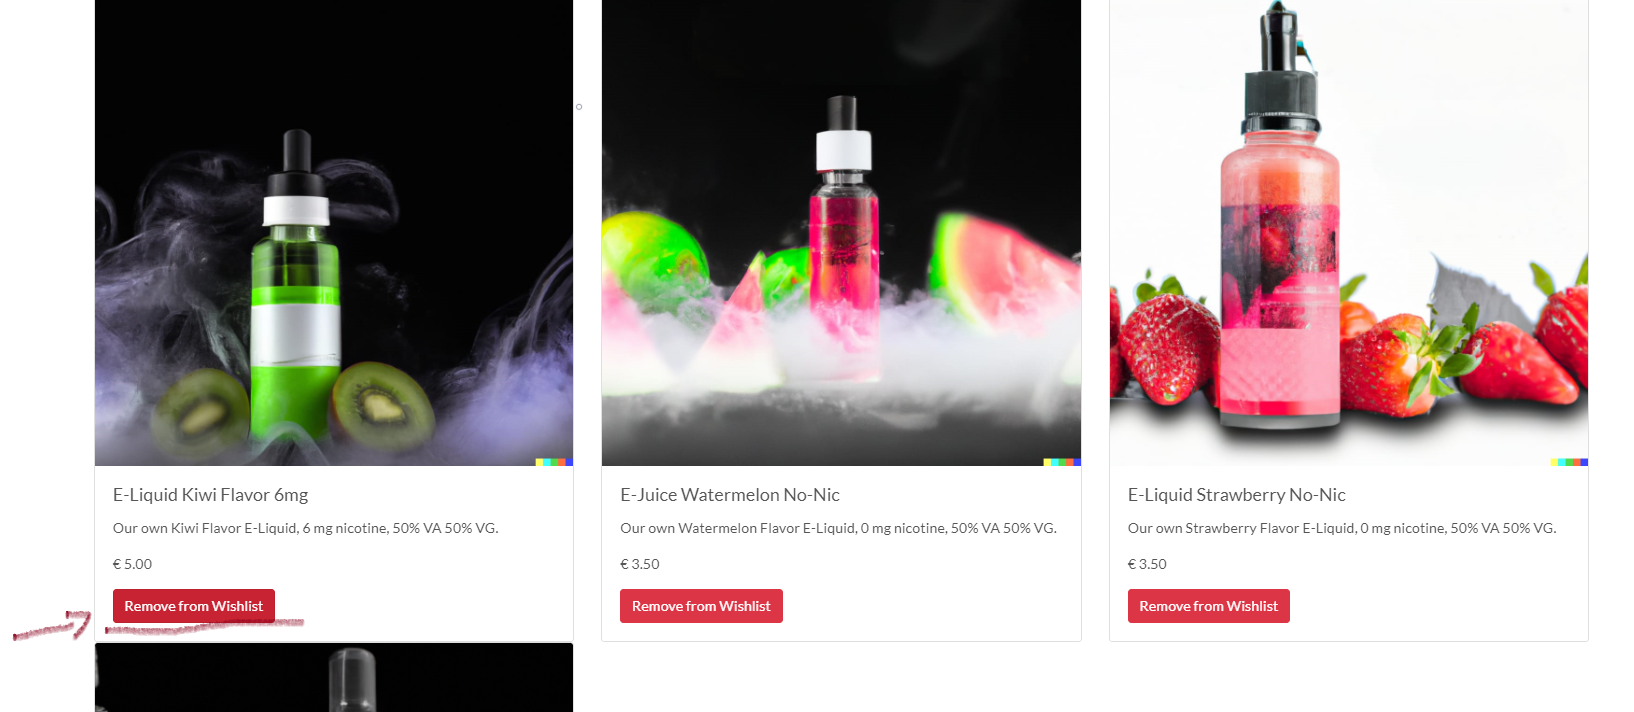 E-Liquid Kiwi Flavor 6mg
Our own Kiwi Flavor E-Liquid, 6 mg nicotine, 50% VA 50% VG.
€ 5.00
Remove from Wishlist
E-Juice Watermelon No-Nic
Our own Watermelon Flavor E-Liquid, 0 mg nicotine, 50% VA 50% VG.
€ 3.50
Remove from Wishlist
E-Liquid Strawberry No-Nic
Our own Strawberry Flavor E-Liquid, 0 mg nicotine, 50% VA 50% VG.
€ 3.50
Remove from Wishlist